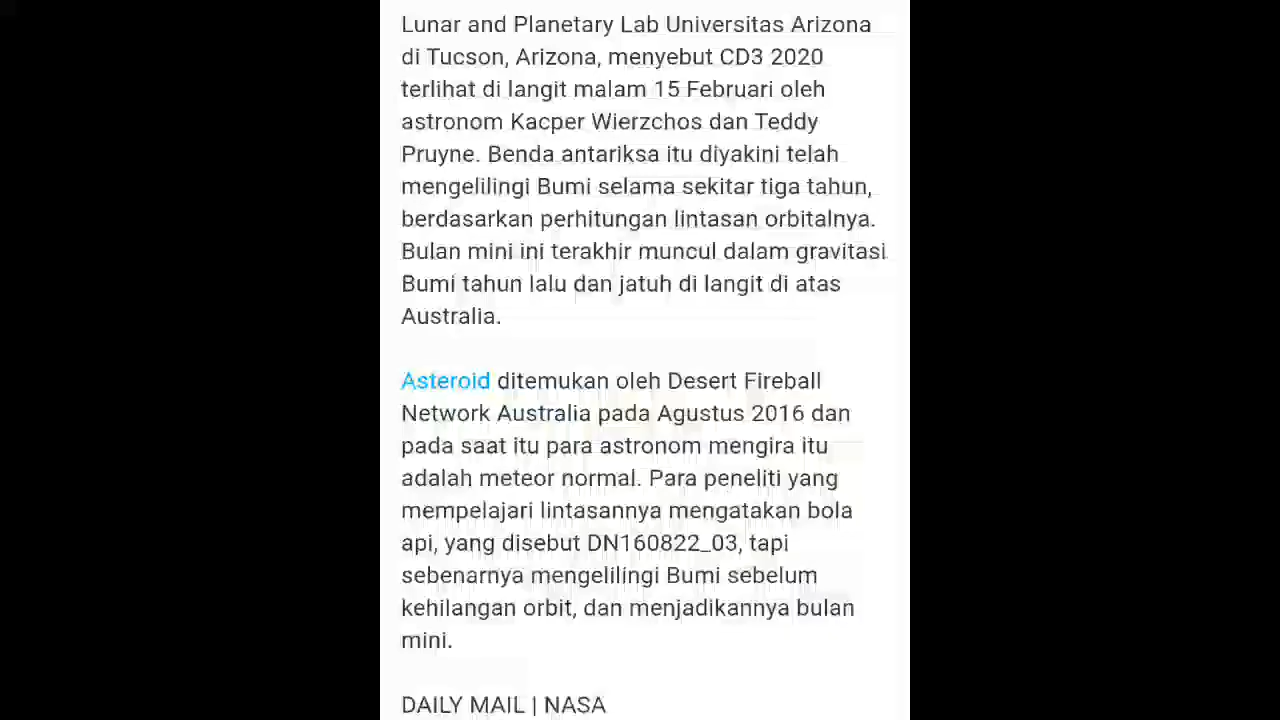 Lunar and Planetary Lab Universitas Arizona
di Tucson, Arizona, menyebut CD3 2020
terlihat di langit malam 15 Februari oleh
astronom Kacper Wierzchos dan Teddy
Pruyne. Benda antariksa itu diyakini telah
mengelilingi Bumi selama sekitar tiga tahun,
berdasarkan perhitungan lintasan orbitalnya.
Bulan mini ini terakhir muncul dalam gravitasi
Bumi tahun lalu dan jatuh di langit di atas
Australia.
Asteroid ditemukan oleh Desert Fireball
Network Australia pada Agustus 2016 dan
pada saat itu para astronom mengira itu
adalah meteor normal. Para peneliti yang
mempelajari lintasannya mengatakan bola
api, yang disebut DN160822_03, tapi
sebenarnya mengelilingi Bumi sebelum
kehilangan orbit, dan menjadikannya bulan
mini.
DAILY MAIL | NASA